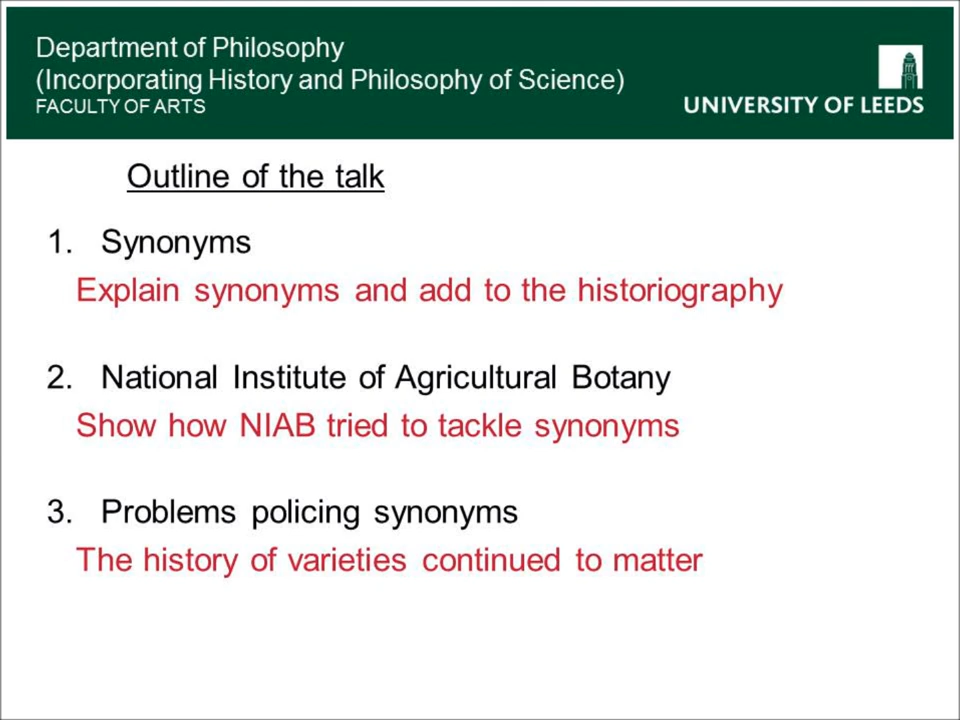 Department of Philosophy
(Incorporating History and Philosophy of Science)
FACULTY OF ARTS
UNIVERSITY OF LEEDS
Outline of the talk
1. Synonyms
Explain synonyms and add to the historiography
2. National Institute of Agricultural Botany
Show how NIAB tried to tackle synonyms
3. Problems policing synonyms
The history of varieties continued to matter